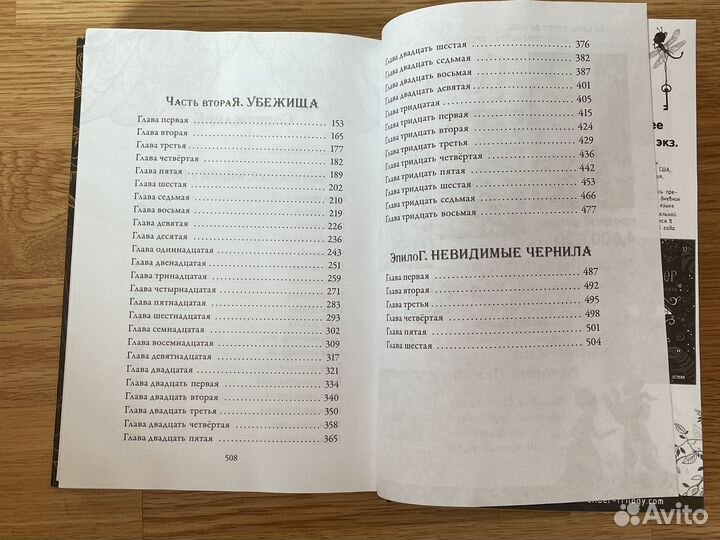 Часть вторая. УБЕЖИЩА
Глава первая 153
Глава вторая 165
Глава третья 177
Глава четвёртая 182
Глава пятая 189
Глава шестая 202
Глава седьмая 210
Глава восьмая 219
Глава девятая 226
Глава десятая 236
Глава одиннадцатая 243
Глава двенадцатая 251
Глава тринадцатая 259
Глава четырнадцатая 271
Глава пятнадцатая 283
Глава шестнадцатая 293
Глава семнадцатая 302
Глава восемнадцатая 309
Глава девятнадцатая 317
Глава двадцатая 321
Глава двадцать первая 334
Глава двадцать вторая 340
Глава двадцать третья 350
Глава двадцать четвёртая 358
Глава двадцать пятая 365
508
Глава двадцать шестая 376
Глава двадцать седьмая 382
Глава двадцать восьмая 387
Глава двадцать девятая 401
Глава тридцатая 405
Глава тридцать первая 415
Глава тридцать вторая 424
Глава тридцать третья 429
Глава тридцать четвёртая 436
Глава тридцать пятая 442
Глава тридцать шестая 453
Глава тридцать седьмая 466
Глава тридцать восьмая 477
Эпилог. НЕВИДИМЫЕ ЧЕРНИЛА
Глава первая 487
Глава вторая 492
Глава третья 495
Глава четвёртая 498
Глава пятая 501
Глава шестая 504
ее
экз.
США,
дневник
языке
года
Avito